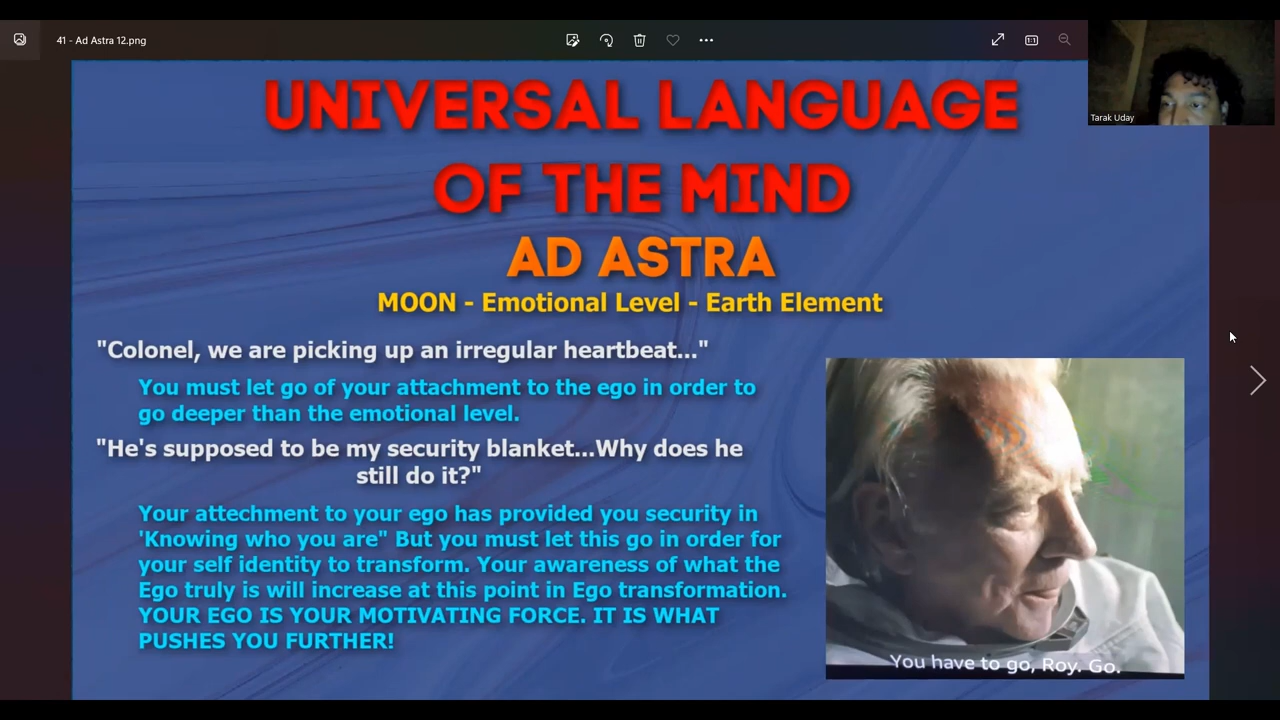 41 - Ad Astra 12.png
Tarak Uday
UNIVERSAL LANGUAGE
OF THE MIND
AD ASTRA
MOON - Emotional Level - Earth Element
"Colonel, we are picking up an irregular heartbeat..."
You must let go of your attachment to the ego in order to
go deeper than the emotional level.
"He's supposed to be my security blanket...Why does he
still do it?"
Your attechment to your ego has provided you security in
'Knowing who you are" But you must let this go in order for
your self identity to transform. Your awareness of what the
Ego truly is will increase at this point in Ego transformation.
YOUR EGO IS YOUR MOTIVATING FORCE. IT IS WHAT
PUSHES YOU FURTHER!
You have to go, Roy. Go.